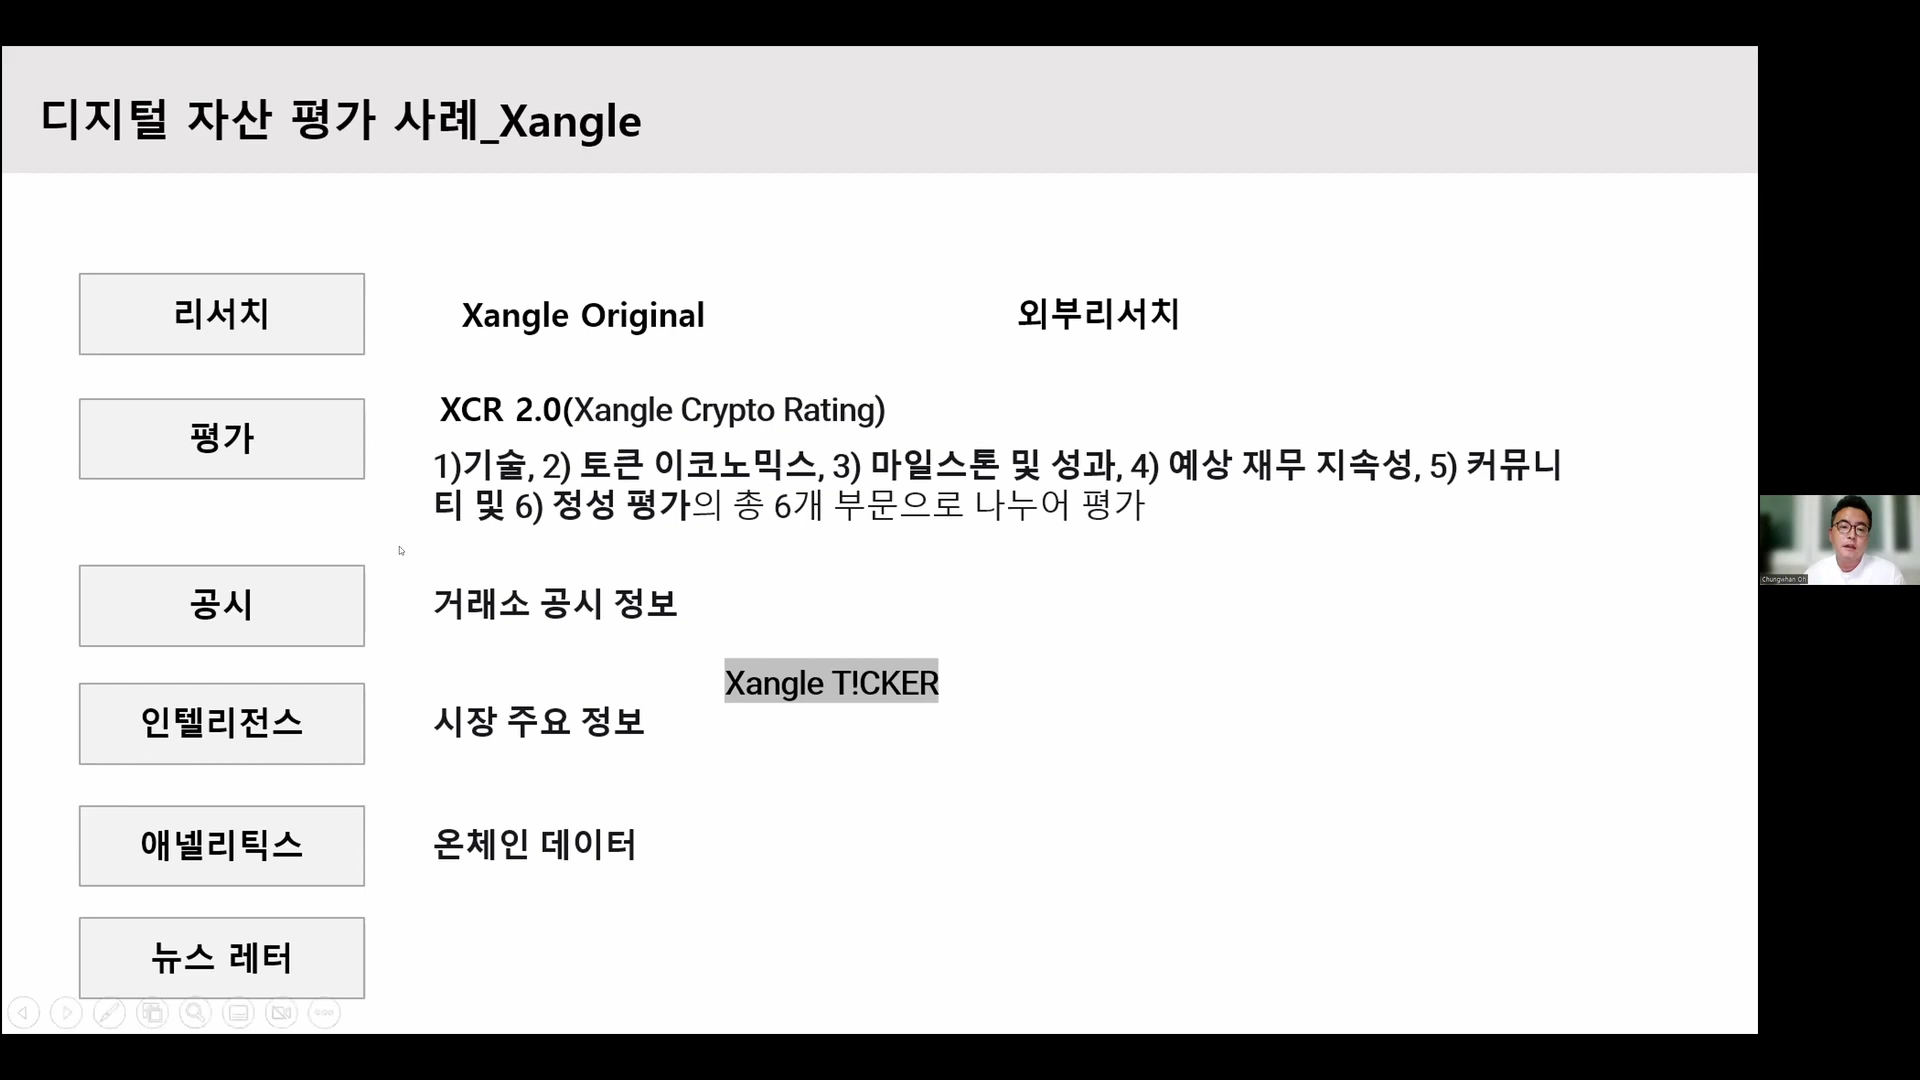 디지털 자산 평가 사례_Xangle
리서치
Xangle Original
외부리서치
평가
XCR 2.0(Xangle Crypto Rating)
1)기술, 2) 토큰 이코노믹스, 3) 마일스톤 및 성과, 4) 예상 재무 지속성, 5) 커뮤니
티 및 6) 정성 평가의 총 6개 부문으로 나누어 평가
공시
거래소 공시 정보
Xangle T!CKER
인텔리전스
시장 주요 정보
애넬리틱스
온체인 데이터
뉴스 레터
Chungwhan Oh